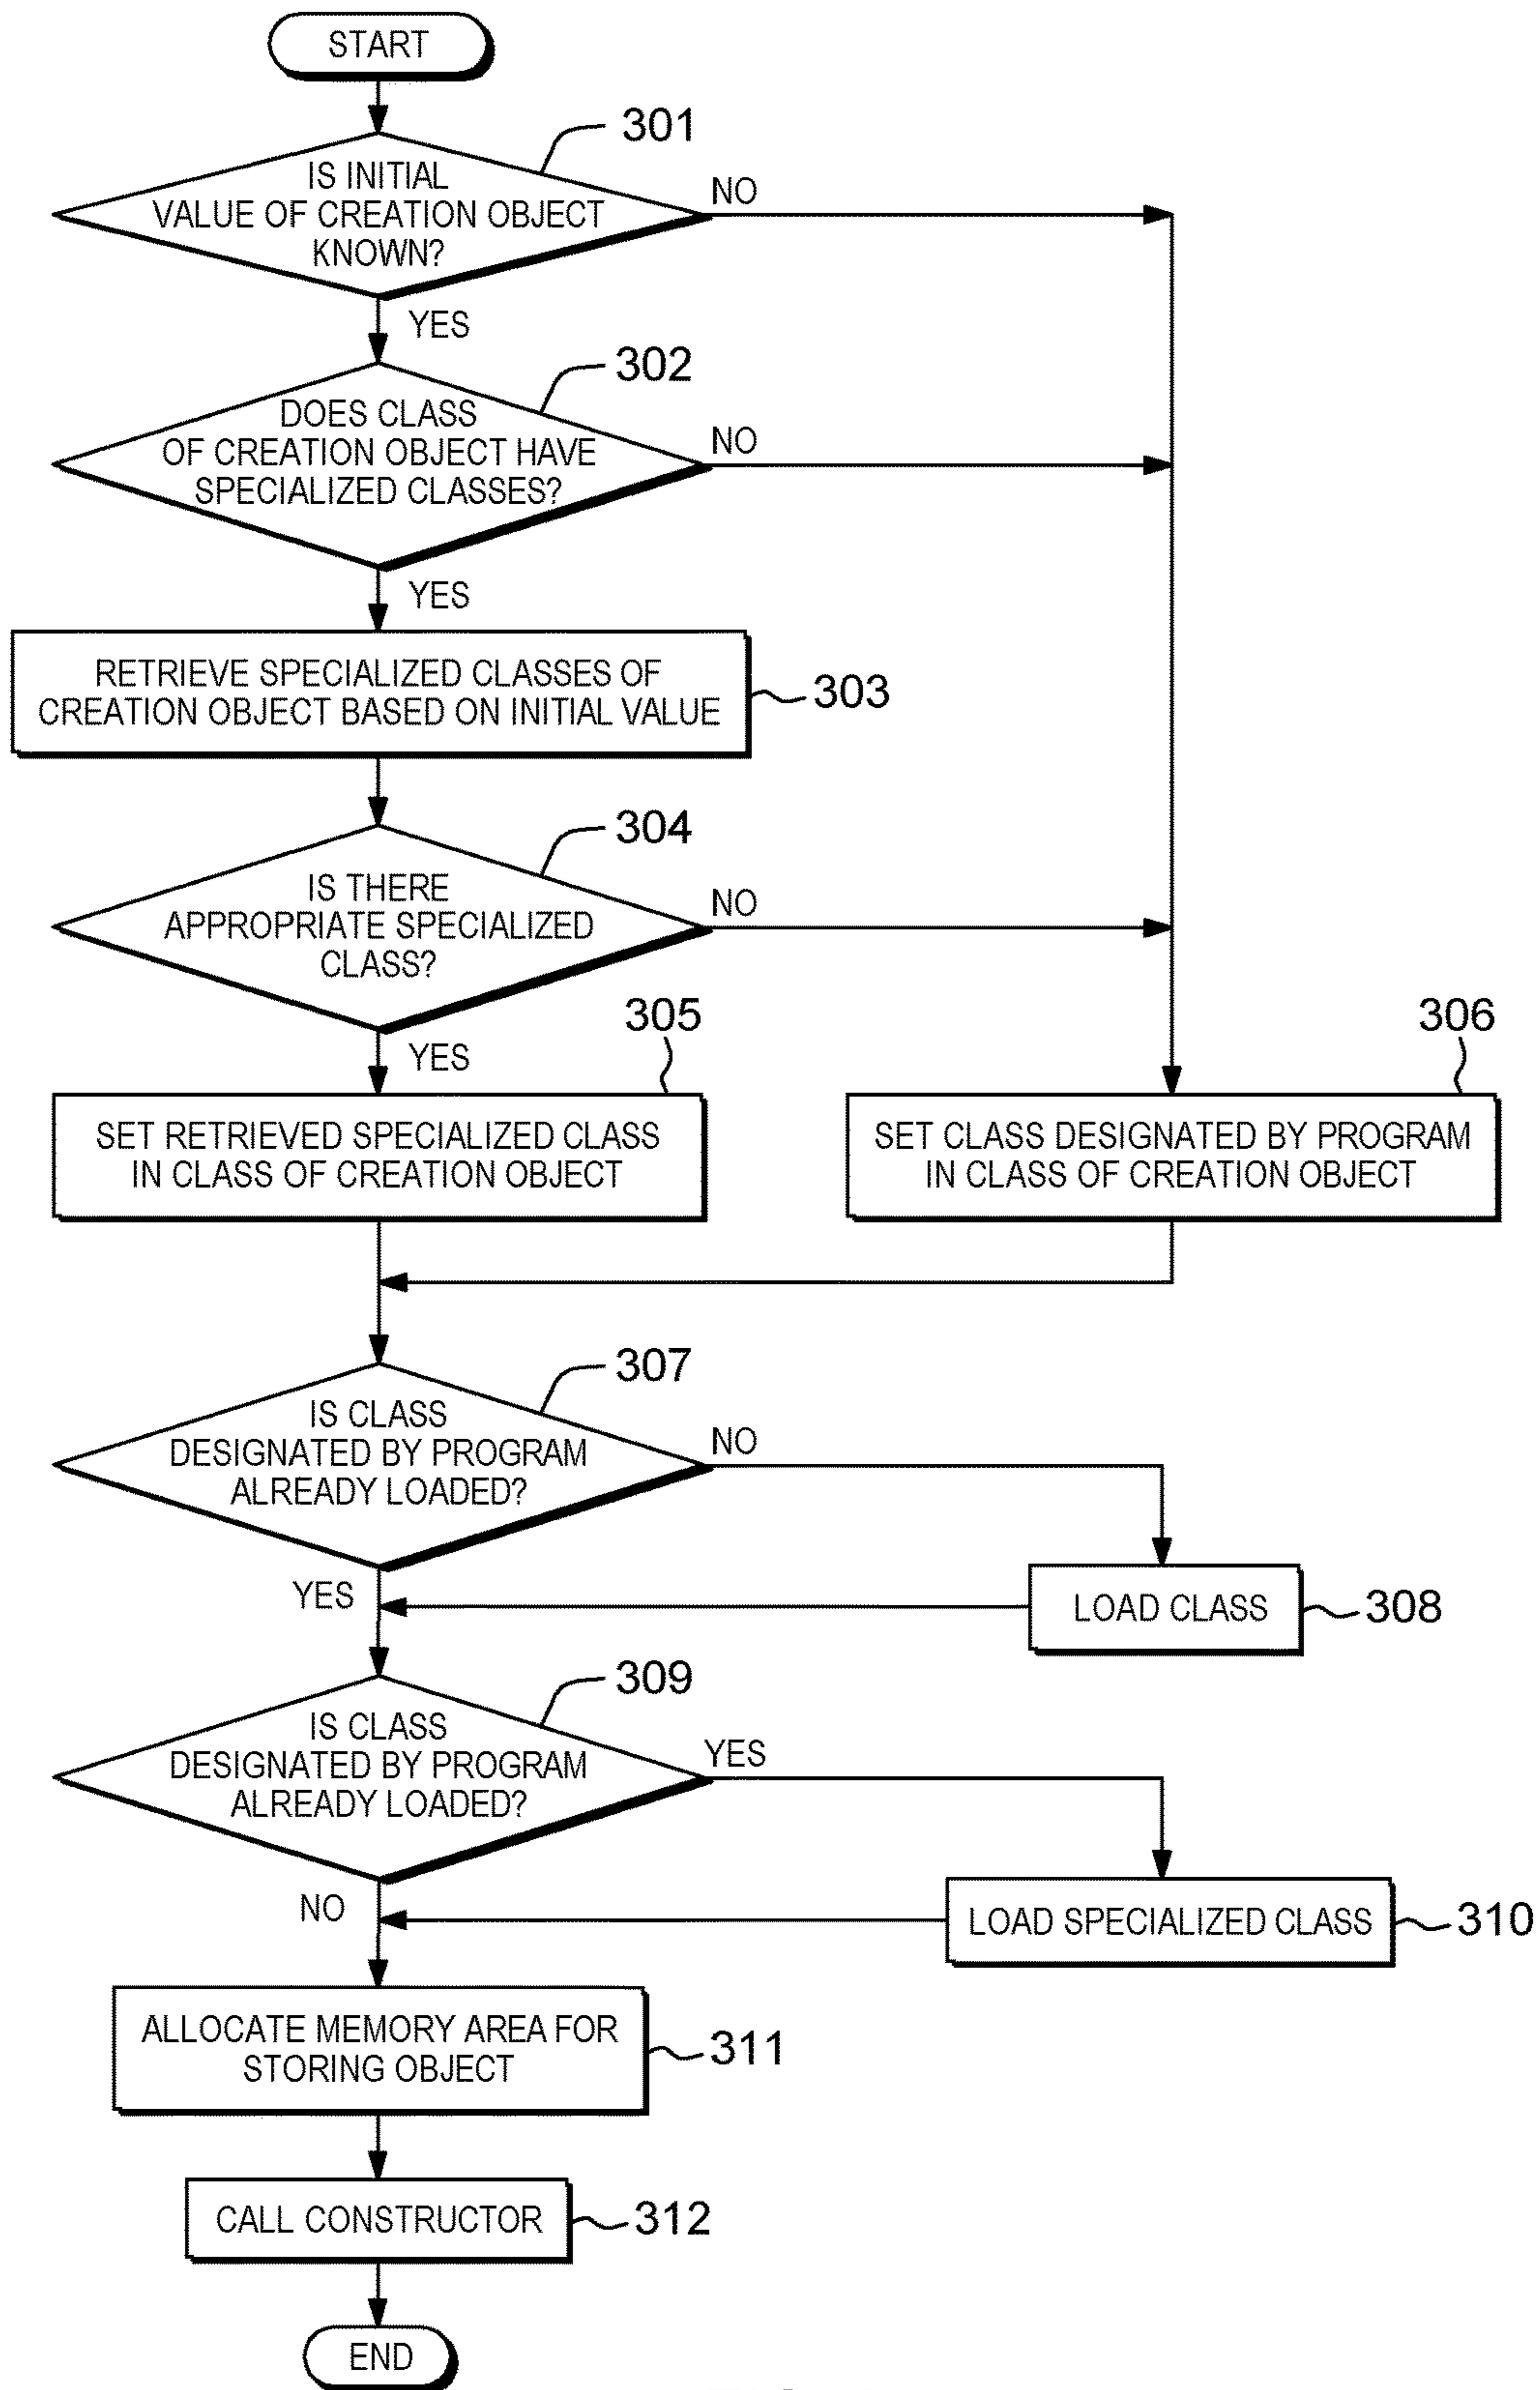 START
301
IS INITIAL
VALUE OF CREATION OBJECT
KNOWN?
NO
YES
302
DOES CLASS
OF CREATION OBJECT HAVE
SPECIALIZED CLASSES?
NO
YES
RETRIEVE SPECIALIZED CLASSES OF
CREATION OBJECT BASED ON INITIAL VALUE
303
304
IS THERE
APPROPRIATE SPECIALIZED
CLASS?
NO
YES
305
306
SET RETRIEVED SPECIALIZED CLASS
IN CLASS OF CREATION OBJECT
SET CLASS DESIGNATED BY PROGRAM
IN CLASS OF CREATION OBJECT
307
IS CLASS
DESIGNATED BY PROGRAM
ALREADY LOADED?
NO
YES
LOAD CLASS
308
309
IS CLASS
DESIGNATED BY PROGRAM
ALREADY LOADED?
YES
NO
LOAD SPECIALIZED CLASS
310
ALLOCATE MEMORY AREA FOR
STORING OBJECT
311
CALL CONSTRUCTOR
312
END